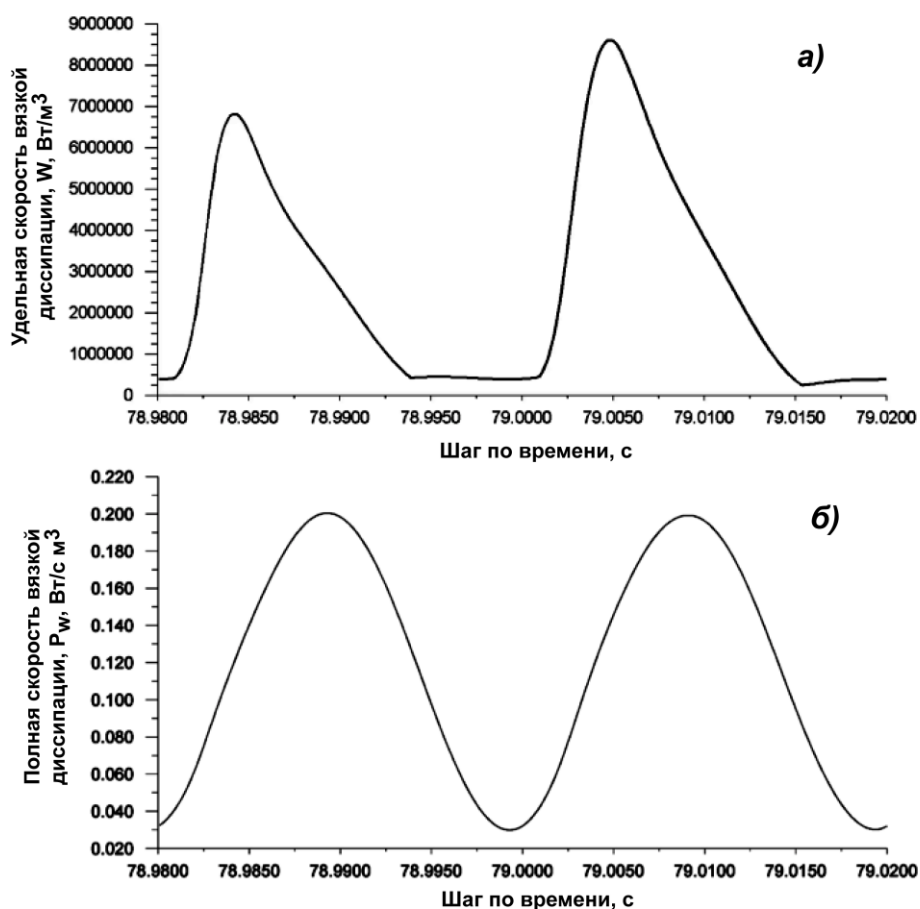 9000000
8000000
7000000
6000000
5000000
4000000
3000000
2000000
1000000
0
Удельная скорость вязкой
диссипации, W, Вт/м3
а)
78.9800 78.9850 78.9900 78.9950 79.0000 79.0050 79.0100 79.0150 79.0200
Шаг по времени, с
0.220
0.200
0.180
0.160
0.140
0.120
0.100
0.080
0.060
0.040
0.020
Полная скорость вязкой
диссипации, PW, Вт/с м3
б)
78.9800 78.9850 78.9900 78.9950 79.0000 79.0050 79.0100 79.0150 79.0200
Шаг по времени, с